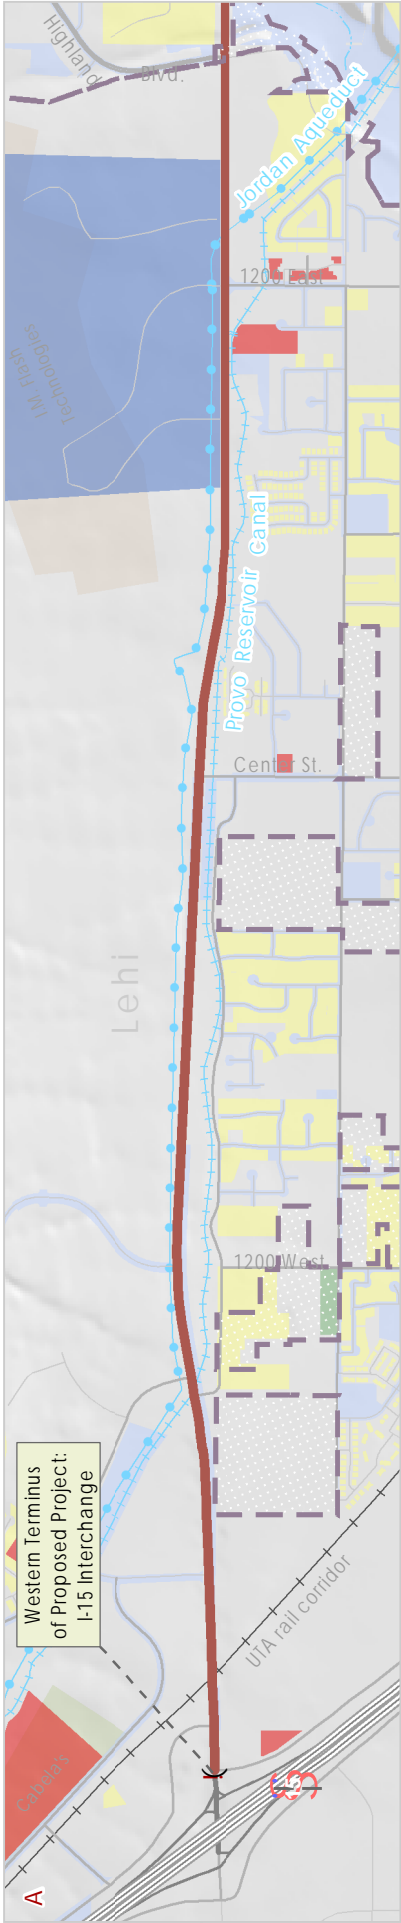 Highland
Blvd.
Jordan Aqueduct
1200 East
I.M Flash
Technologies
Provo Reservoir Canal
Center St.
Lehi
1200 West
Western Terminus
of Proposed Project:
I-15 Interchange
UTA rail corridor
Cabela's
15
A